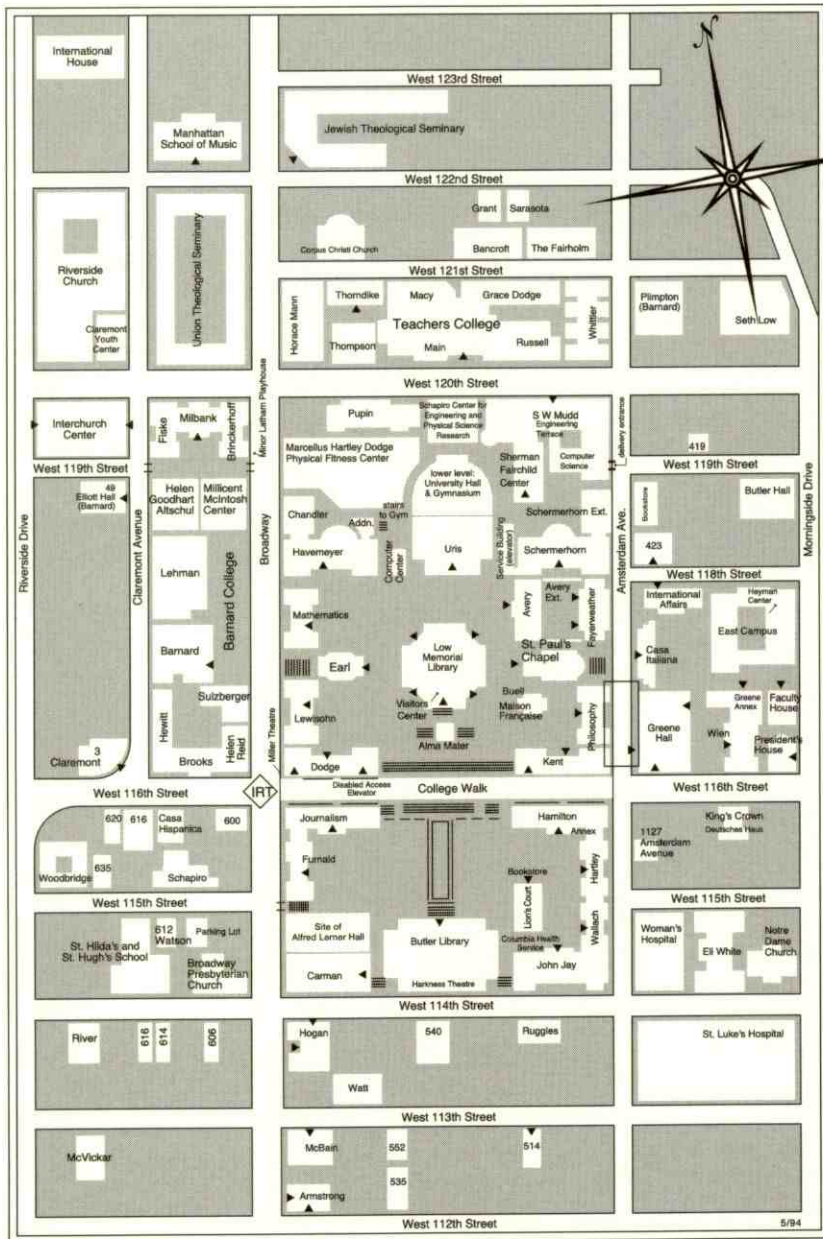 N
International
House
Manhattan
School of Music
West 123rd Street
Jewish Theological Seminary
West 122nd Street
Riverside
Church
Claremont
Youth
Center
Union Theological Seminary
Corpus Christi Church
Grant
Sarasota
Bancroft
The Fairholm
West 121st Street
Horace Mann
Thorndike
Macy
Grace Dodge
Teachers College
Thompson
Main
Russell
Whittier
Plimpton
(Barnard)
Seth Low
West 120th Street
Minor Latham Playhouse
Interchurch
Center
Fiske
Milbank
Brinckerhoff
West 119th Street
Pupin
Schapiro Center for
Engineering and
Physical Science
Research
S W Mudd
Engineering
Terrace
Computer
Science
delivery entrance
419
West 119th Street
Marcellus Hartley Dodge
Physical Fitness Center
lower level:
University Hall
& Gymnasium
Sherman
Fairchild
Center
Schermerhorn Ext.
49
Elliott Hall
(Barnard)
Helen
Goodhart
Altschul
Millicent
McIntosh
Center
Chandler
Addn.
stairs
to Gym
Havemeyer
Computer
Center
Uris
Service Building
(elevator)
Schermerhorn
Bookstore
423
Butler Hall
Riverside Drive
Claremont Avenue
Broadway
Amsterdam Ave.
Morningside Drive
West 118th Street
Lehman
Barnard College
Barnard
Mathematics
Avery
Avery
Ext.
Fayerweather
International
Affairs
Heyman
Center
East Campus
Casa
Italiana
Earl
Low
Memorial
Library
St. Paul's
Chapel
Sulzberger
Hewitt
Helen
Reid
Brooks
3
Claremont
Miller Theatre
Lewisohn
Visitors
Center
Buell
Maison
Française
Philosophy
Greene
Hall
Greene
Annex
Faculty
House
Wien
President's
House
Alma Mater
Dodge
Kent
Disabled Access
Elevator
College Walk
West 116th Street
IRT
West 116th Street
620
616
Casa
Hispanica
600
Woodbridge
635
Schapiro
Journalism
Furnald
Hamilton
Annex
Hartley
Bookstore
Lion's Court
Wallach
1127
Amsterdam
Avenue
King's Crown
Deutsches Haus
West 115th Street
West 115th Street
St. Hilda's and
St. Hugh's School
612
Watson
Parking Lot
Broadway
Presbyterian
Church
Site of
Alfred Lerner Hall
Carman
Butler Library
Harkness Theatre
Columbia Health
Service
John Jay
Woman's
Hospital
Eli White
Notre
Dame
Church
West 114th Street
River
616
614
606
Hogan
540
Ruggles
Watt
St. Luke's Hospital
West 113th Street
McVickar
McBain
552
514
535
Armstrong
West 112th Street
5/94